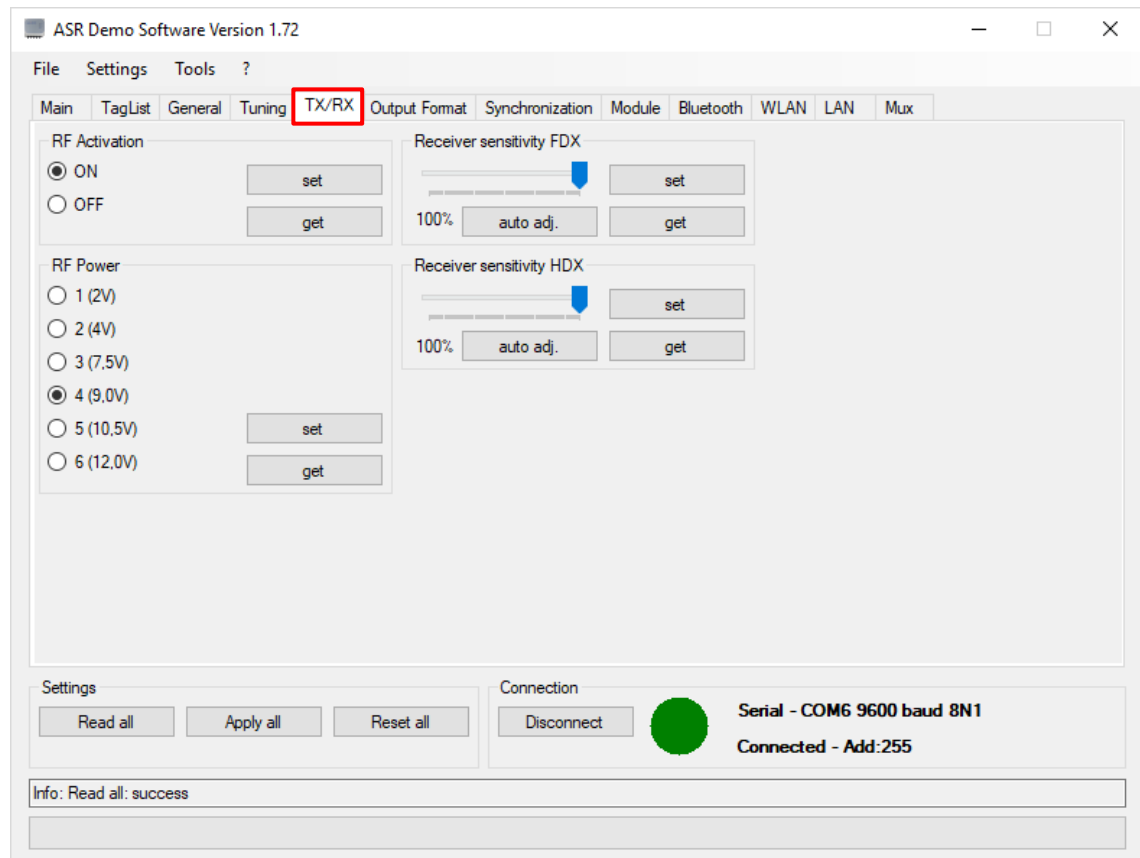 ASR Demo Software Version 1.72
File Settings Tools ?
Main TagList General Tuning TX/RX Output Format Synchronization Module Bluetooth WLAN LAN Mux
RF Activation
ON
OFF
set
get
Receiver sensitivity FDX
set
100% auto adj. get
RF Power
1 (2V)
2 (4V)
3 (7,5V)
4 (9,0V)
5 (10,5V)
6 (12,0V)
set
get
Receiver sensitivity HDX
set
100% auto adj. get
Settings
Read all Apply all Reset all
Connection
Disconnect
Serial - COM6 9600 baud 8N1
Connected - Add:255
Info: Read all: success